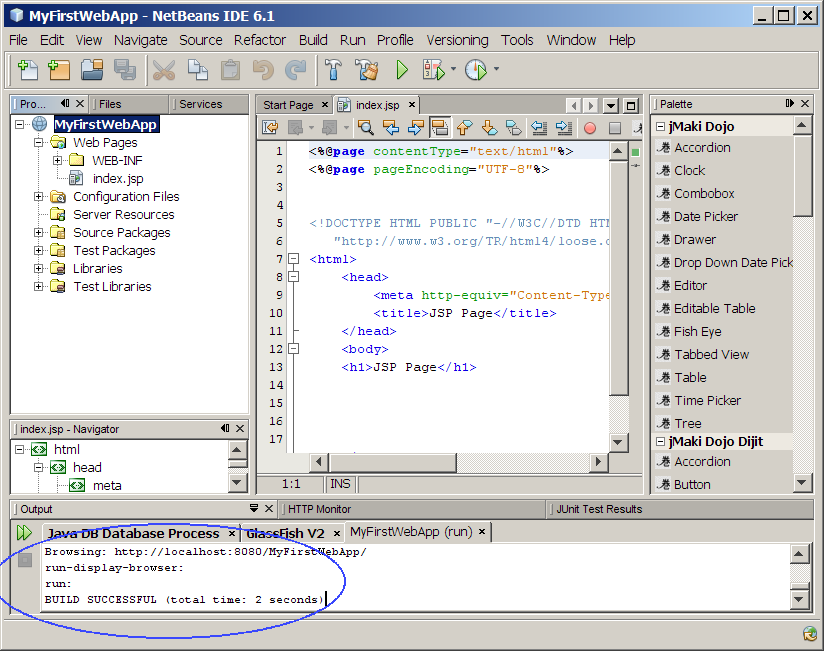 MyFirstWebApp - NetBeans IDE 6.1
File Edit View Navigate Source Refactor Build Run Profile Versioning Tools Window Help
Pro... Files Services
MyFirstWebApp
Web Pages
WEB-INF
index.jsp
Configuration Files
Server Resources
Source Packages
Test Packages
Libraries
Test Libraries
index.jsp - Navigator
html
head
meta
Start Page index.jsp
1 <%@page contentType="text/html"%>
2 <%@page pageEncoding="UTF-8"%>
3
4
5 <!DOCTYPE HTML PUBLIC "-//W3C//DTD HTM
6 "http://www.w3.org/TR/html4/loose.d
7 <html>
8 <head>
9 <meta http-equiv="Content-Type
10 <title>JSP Page</title>
11 </head>
12 <body>
13 <h1>JSP Page</h1>
14
15
16
17
1:1 INS
Palette
jMaki Dojo
Accordion
Clock
Combobox
Date Picker
Drawer
Drop Down Date Pick
Editor
Editable Table
Fish Eye
Tabbed View
Table
Time Picker
Tree
jMaki Dojo Dijit
Accordion
Button
Output HTTP Monitor JUnit Test Results
Java DB Database Process GlassFish V2 MyFirstWebApp (run)
Browsing: http://localhost:8080/MyFirstWebApp/
run-display-browser:
run:
BUILD SUCCESSFUL (total time: 2 seconds)